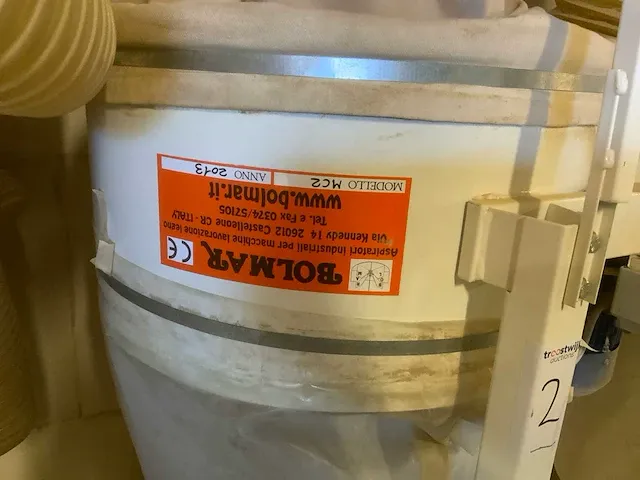 BOLMAR
CE
Aspiratori industriali per macchine lavorazione legno
Via Kennedy 14 26012 Castelleone CR - ITALY
Tel. e Fax 0374/57105
www.bolmar.it
MODELLO MC2 ANNO 2013
troostwijk
auctions
2